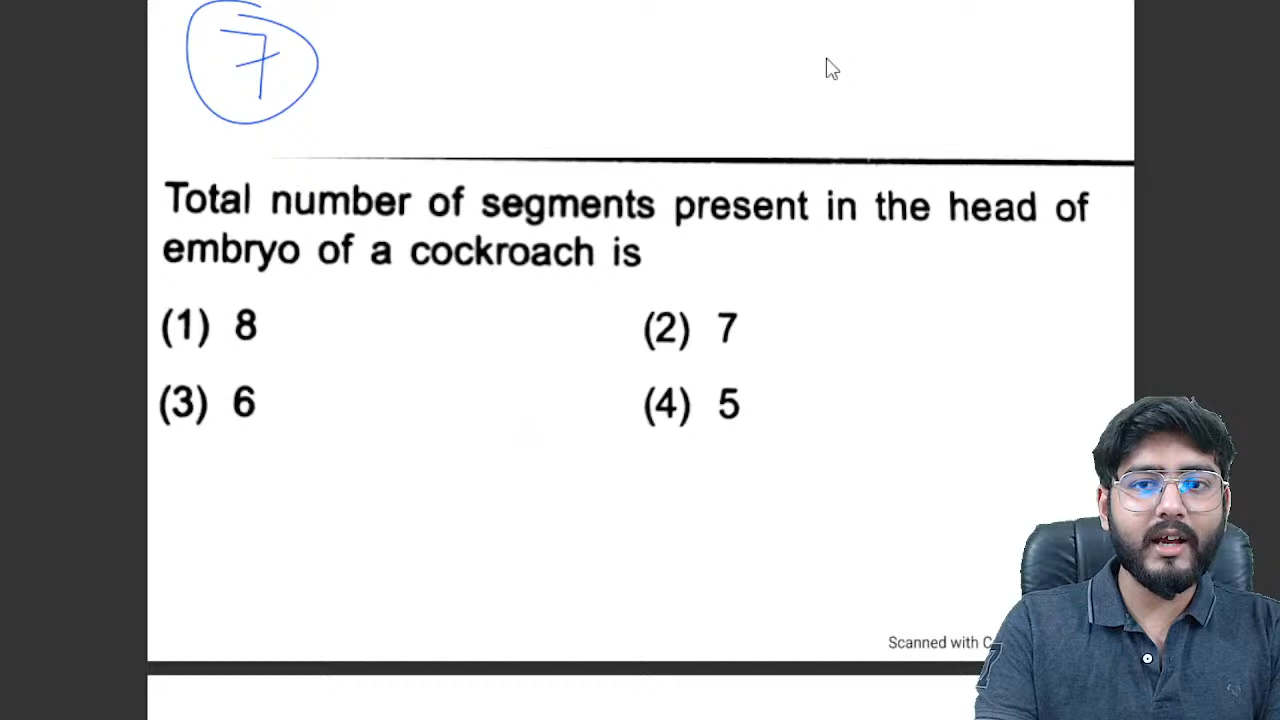 7
Total number of segments present in the head of
embryo of a cockroach is
(1) 8 (2) 7
(3) 6 (4) 5
Scanned with